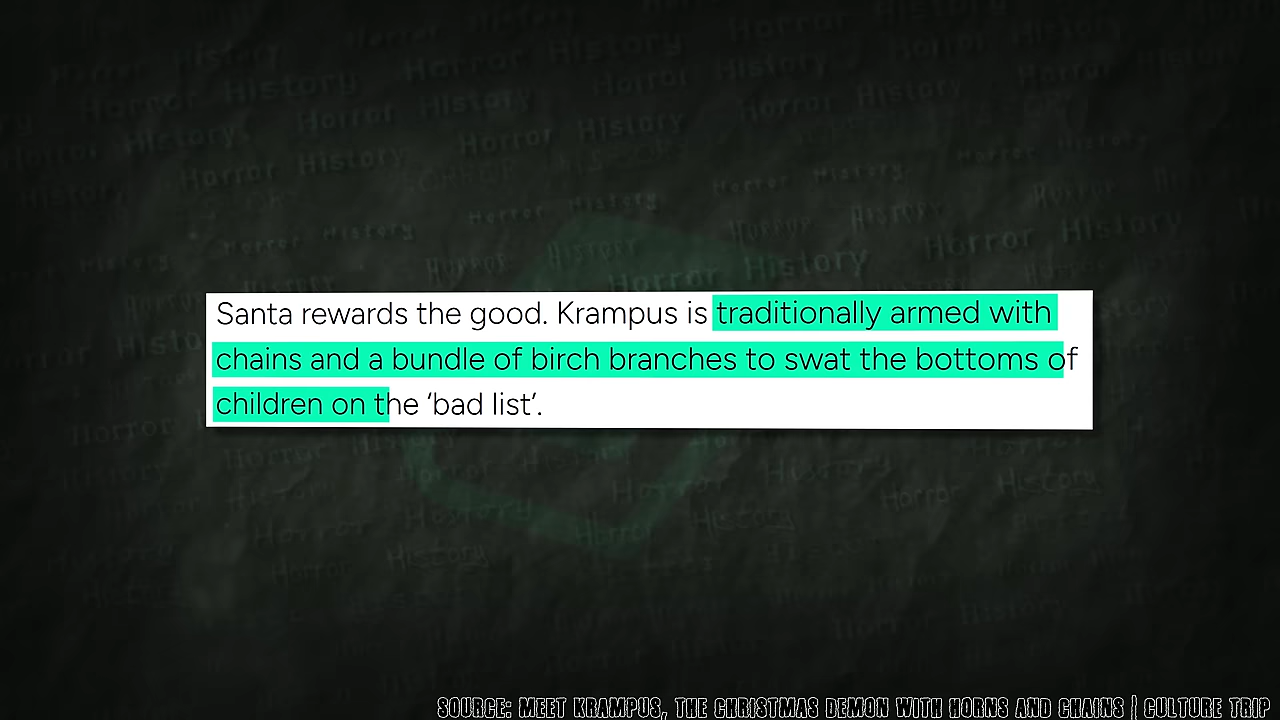 Santa rewards the good. Krampus is traditionally armed with
chains and a bundle of birch branches to swat the bottoms of
children on the ‘bad list’.
SOURCE: MEET KRAMPUS, THE CHRISTMAS DEMON WITH HORNS AND CHAINS | CULTURE TRIP